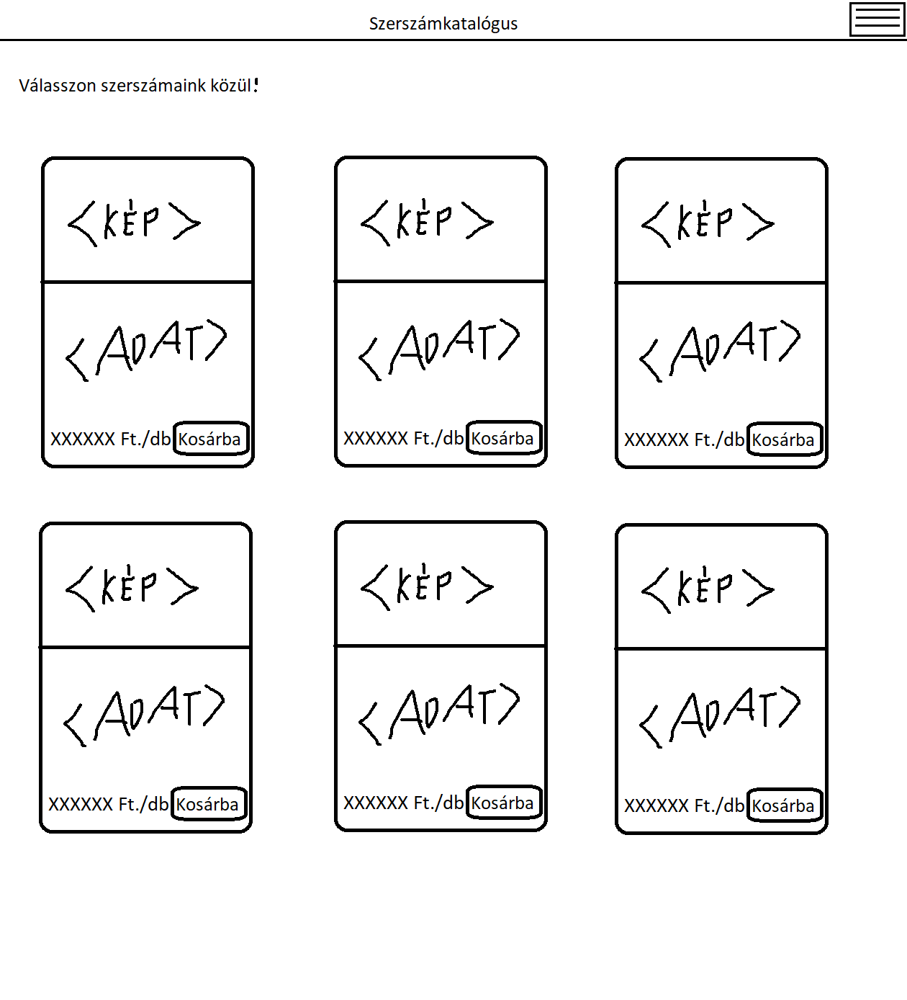 Szerszámkatalógus
Válasszon szerszámaink közül!
<KÉP> <KÉP> <KÉP>
<ADAT> <ADAT> <ADAT>
XXXXXX Ft./db Kosárba XXXXXX Ft./db Kosárba XXXXXX Ft./db Kosárba
<KÉP> <KÉP> <KÉP>
<ADAT> <ADAT> <ADAT>
XXXXXX Ft./db Kosárba XXXXXX Ft./db Kosárba XXXXXX Ft./db Kosárba